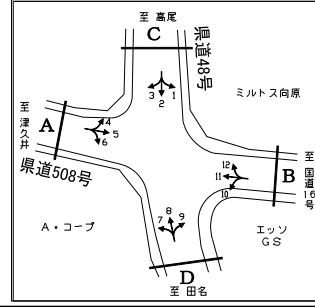 至 高尾
C
県道48号
3
2
1
ミルトス向原
至 津久井
A
4
5
6
県道508号
12
11
10
B
至 国道16号
A・コープ
7
8
9
エッソ
GS
D
至 田名